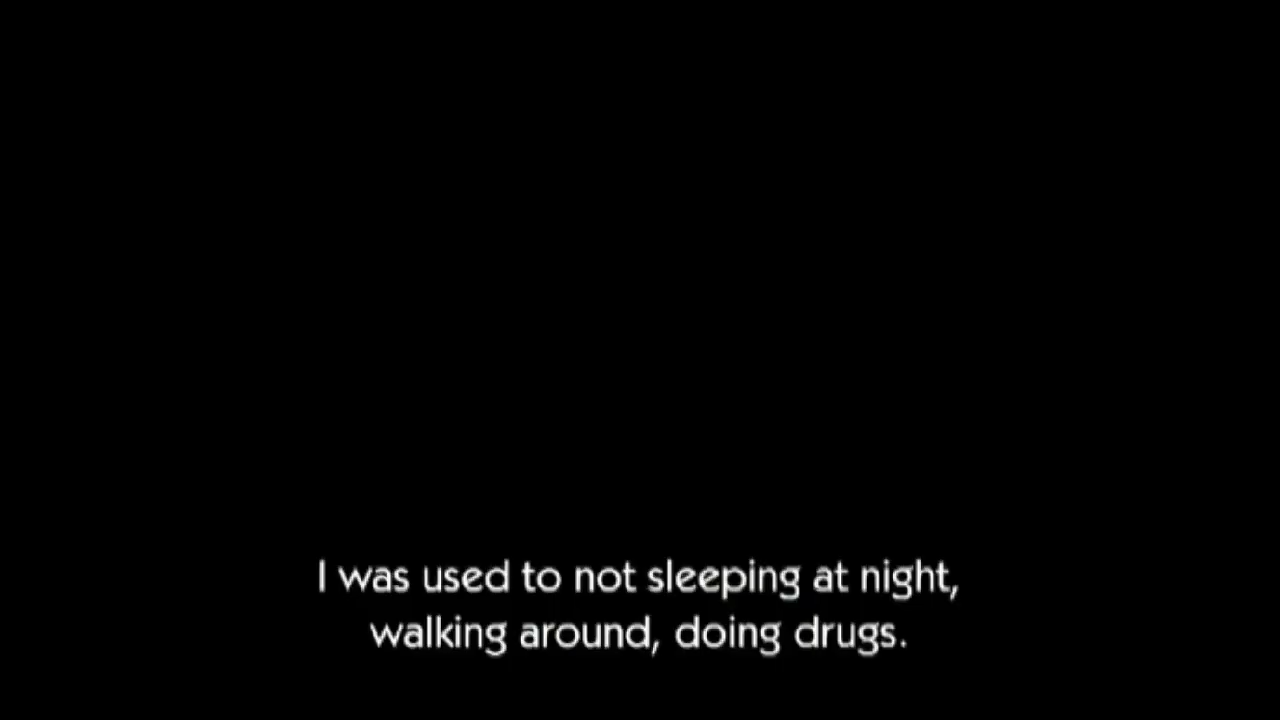 I was used to not sleeping at night,
walking around, doing drugs.